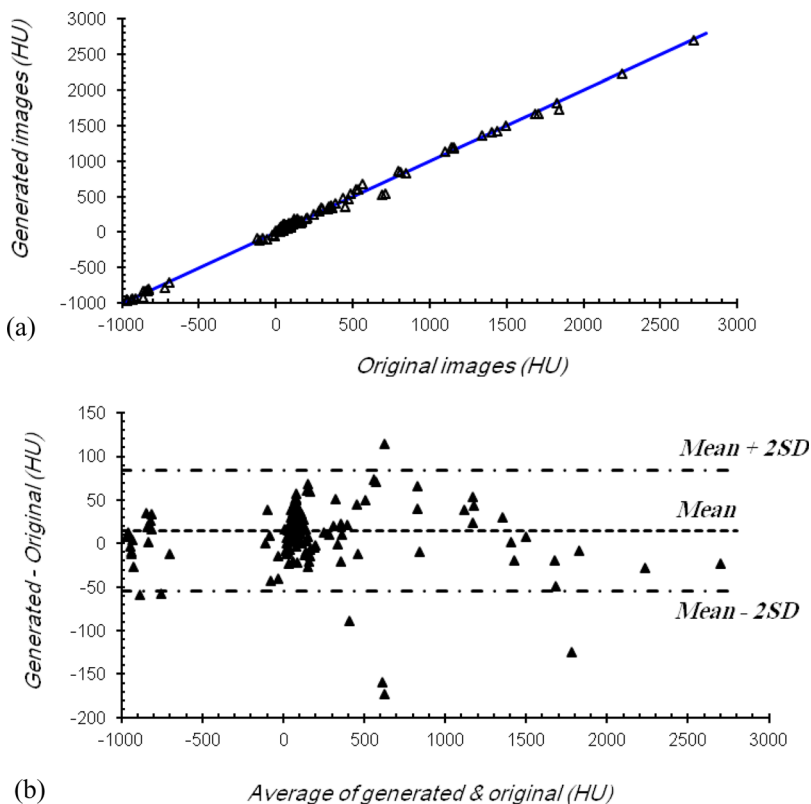 3000
2500
2000
1500
1000
500
0
-500
-1000
Generated images (HU)
-1000 -500 0 500 1000 1500 2000 2500 3000
(a)
Original images (HU)
150
100
50
0
-50
-100
-150
-200
Generated - Original (HU)
Mean + 2SD
Mean
Mean - 2SD
-1000 -500 0 500 1000 1500 2000 2500 3000
(b)
Average of generated & original (HU)